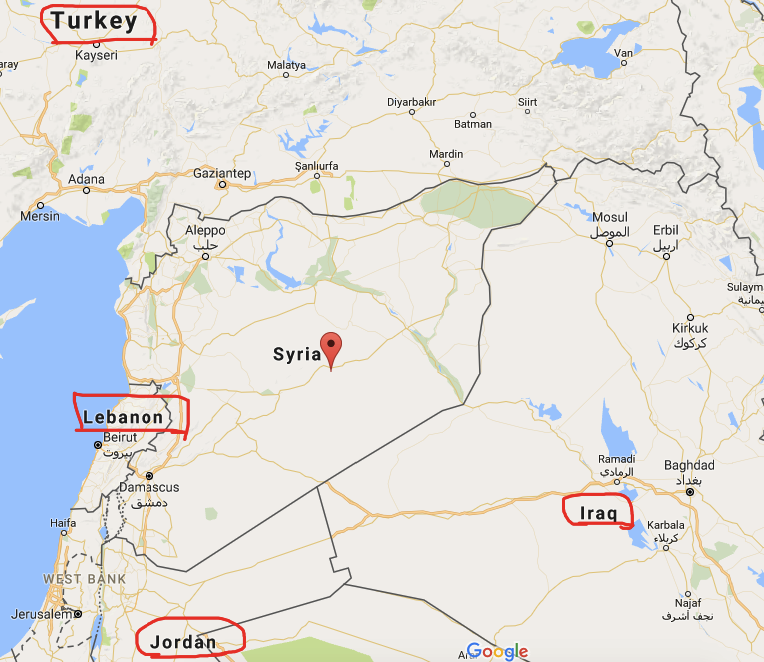 Turkey
Kayseri
aray
Malatya
Van
Diyarbakır
Siirt
Batman
Mardin
Adana
Gaziantep
Şanlıurfa
Mersin
Aleppo
حلب
Mosul
الموصل
Erbil
اربيل
Sulaym
Kirkuk
كركوك
Syria
Lebanon
Beirut
بيروت
Damascus
دمشق
Ramadi
الرمادي
Baghdad
بغداد
Iraq
Karbala
كربلاء
Haifa
WEST BANK
Najaf
نجف أشرف
Jerusalem
Jordan
Google